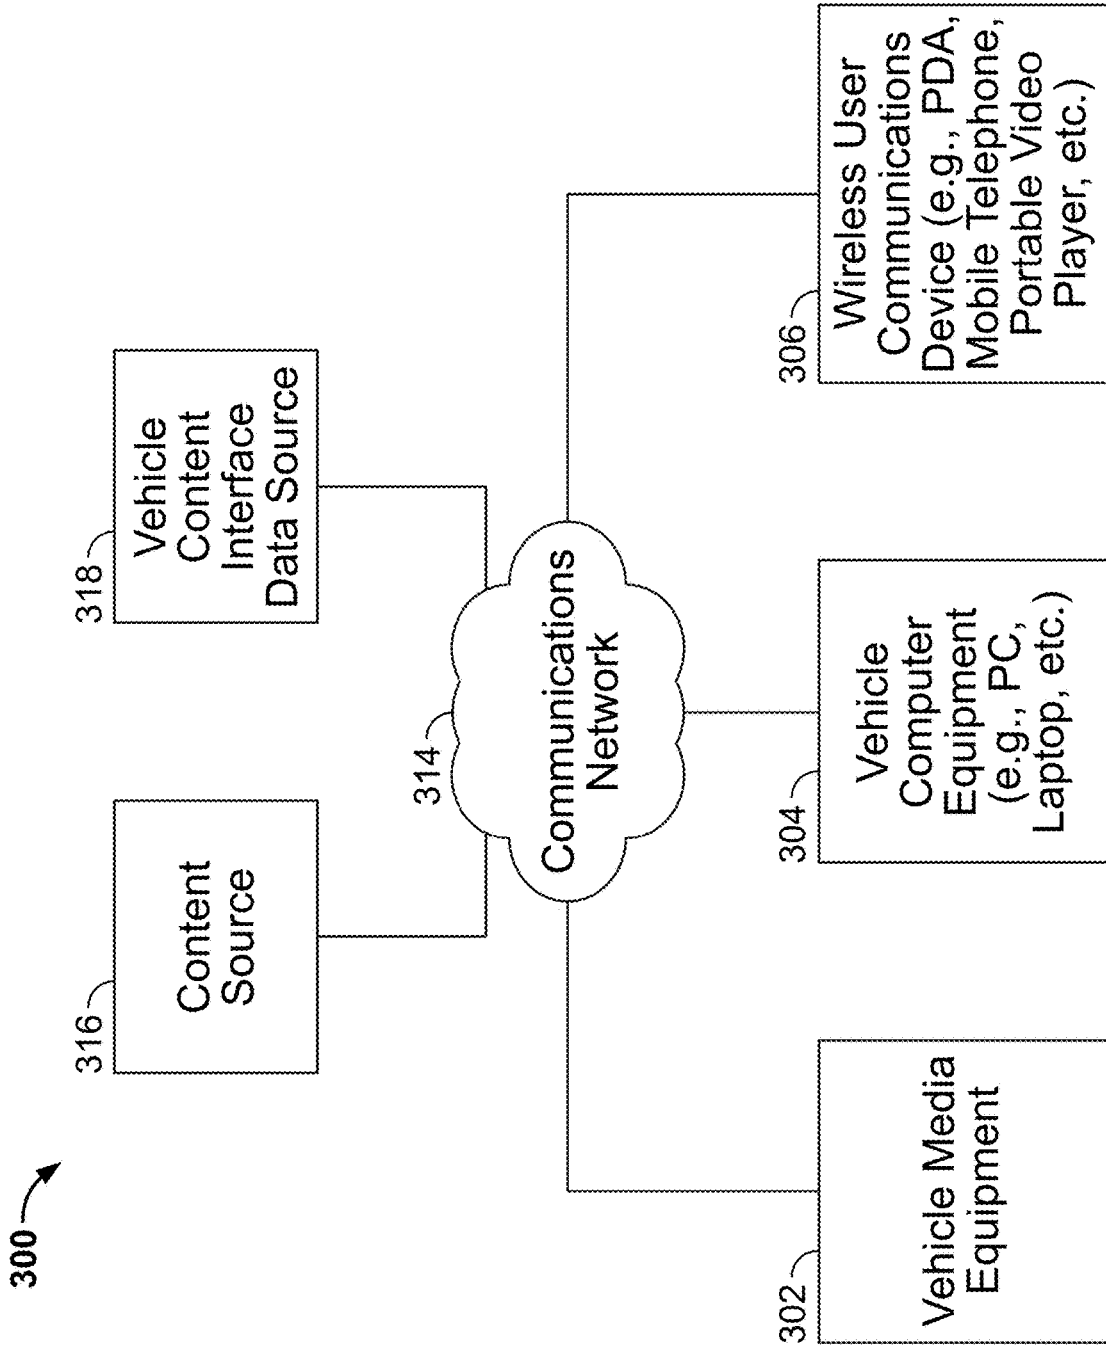 300
316
Content
Source
318
Vehicle
Content
Interface
Data Source
314
Communications
Network
302
Vehicle Media
Equipment
304
Vehicle
Computer
Equipment
(e.g., PC,
Laptop, etc.)
306
Wireless User
Communications
Device (e.g., PDA,
Mobile Telephone,
Portable Video
Player, etc.)